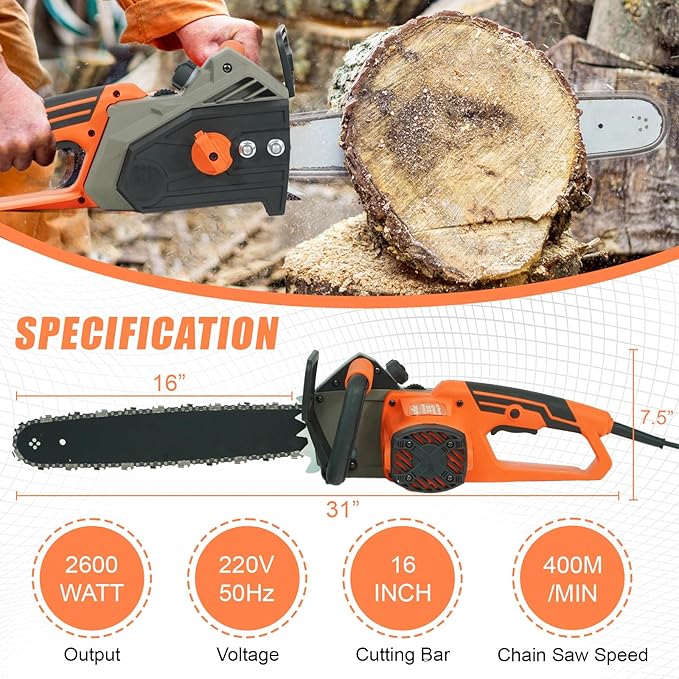 SPECIFICATION
16”
7.5”
31”
2600
WATT
220V
50Hz
16
INCH
400M
/MIN
Output
Voltage
Cutting Bar
Chain Saw Speed